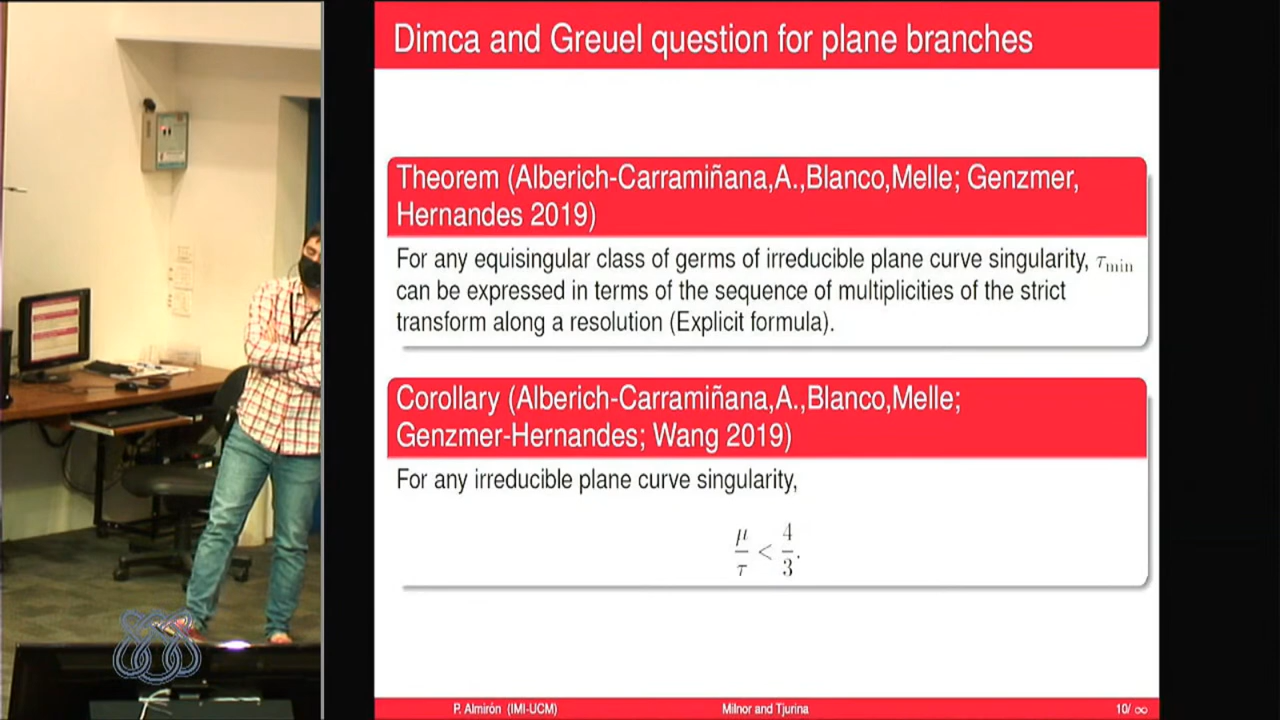 Dimca and Greuel question for plane branches
Theorem (Alberich-Carramiñana,A.,Blanco,Melle; Genzmer,
Hernandes 2019)
For any equisingular class of germs of irreducible plane curve singularity, τ_min
can be expressed in terms of the sequence of multiplicities of the strict
transform along a resolution (Explicit formula).
Corollary (Alberich-Carramiñana,A.,Blanco,Melle;
Genzmer-Hernandes; Wang 2019)
For any irreducible plane curve singularity,
μ/τ < 4/3.
P. Almirón (IMI-UCM) Milnor and Tjurina 10/ ∞